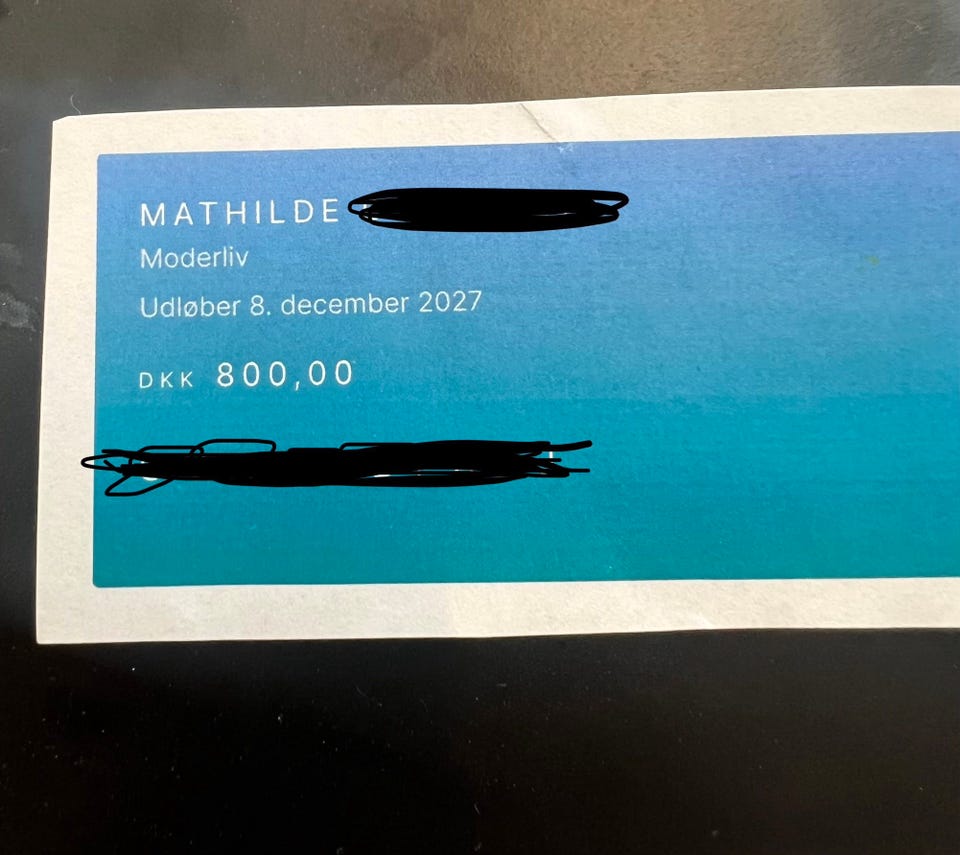 MATHILDE
Moderliv
Udløber 8. december 2027
DKK 800,00